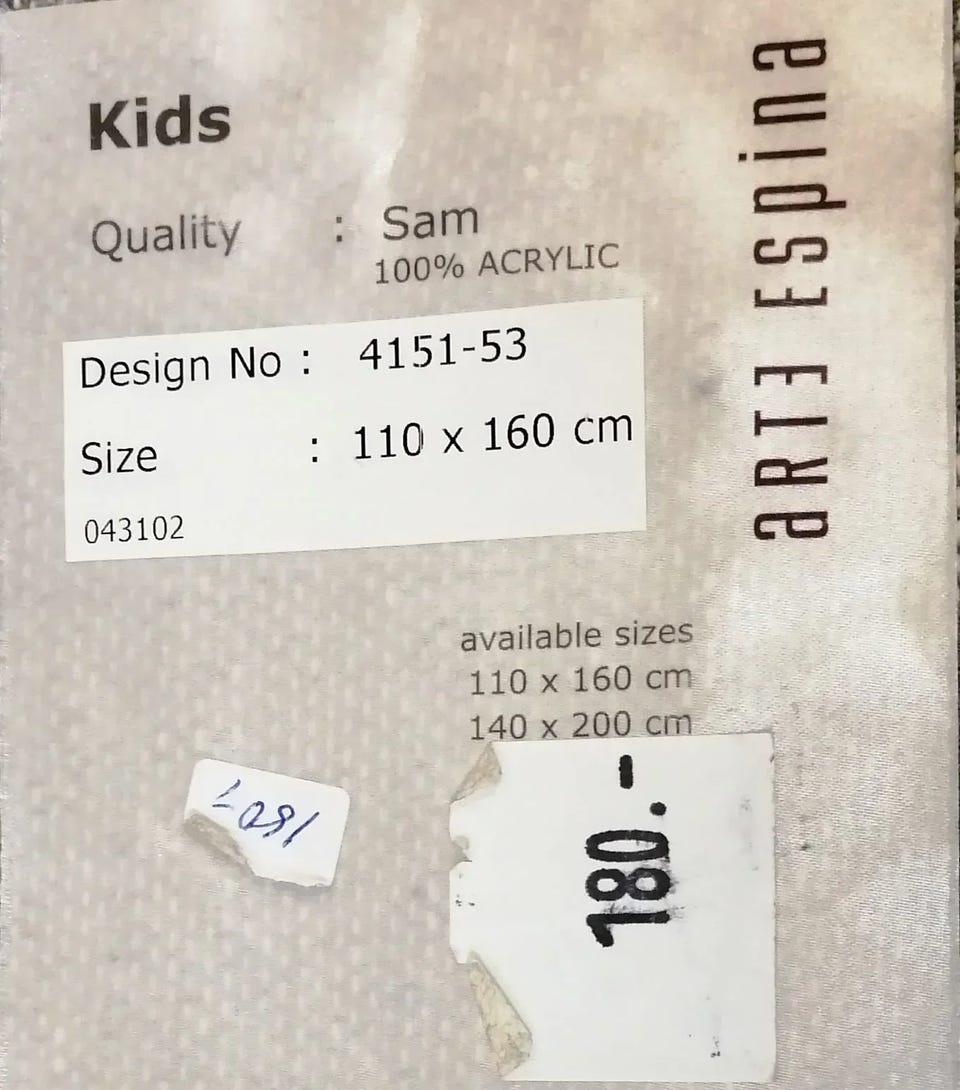 Kids
Quality : Sam
100% ACRYLIC
Design No : 4151-53
Size : 110 x 160 cm
043102
available sizes
110 x 160 cm
140 x 200 cm
180.-
aRTE Espina